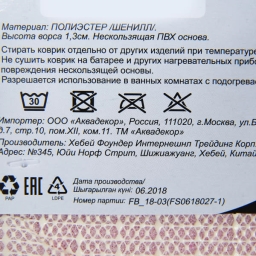 Материал: ПОЛИЭСТЕР /ШЕНИЛЛ/.
Высота ворса 1,3см. Нескользящая ПВХ основа.
Стирать коврик отдельно от других изделий при температуре
Не сушить коврик на батарее и других нагревательных прибо
повреждения нескользящей основы.
Разрешается использование в ванных комнатах с подогрева
30
Импортер: ООО «Аквадекор», Россия, 111020, г.Москва, ул.Б
д.7, стр.10, пом.XII, ком.11. ТМ «Аквадекор»
Производитель: Хебей Фоундер Интернейшнл Трейдинг Корп.
Адрес: №345, Юйи Норф Стрит, Шижиажуанг, Хебей, Китай
Дата производства/
Шығарылған күні 06.2018
Номер партии: FB_18-03(FS0618027-1)
EAC
4
PAP
LDPE